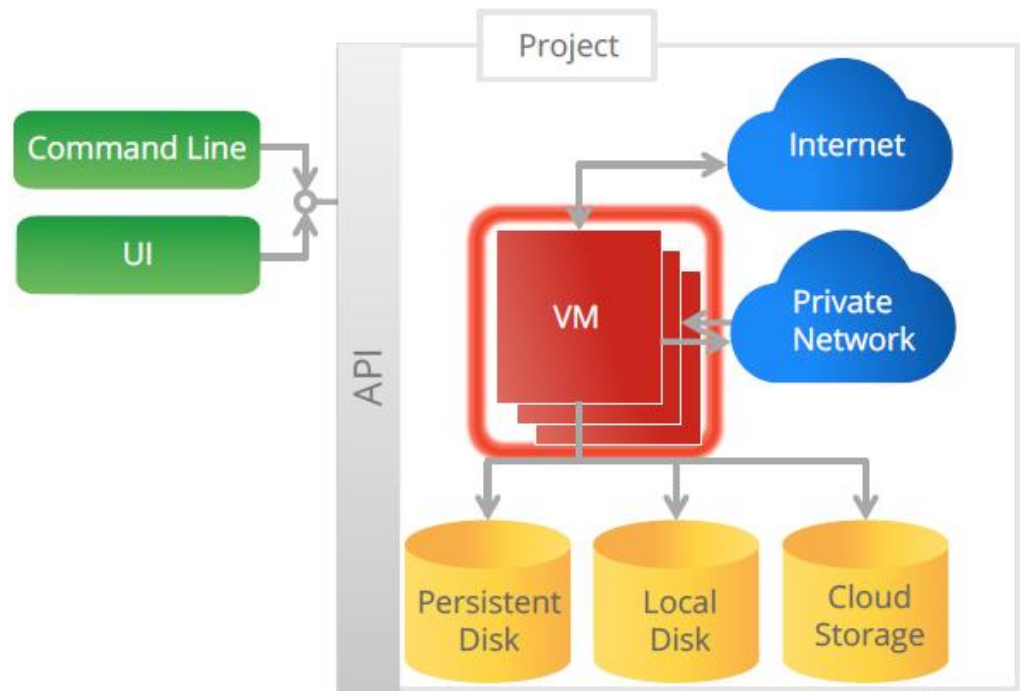 Project
Command Line
UI
API
Internet
VM
Private
Network
Persistent
Disk
Local
Disk
Cloud
Storage